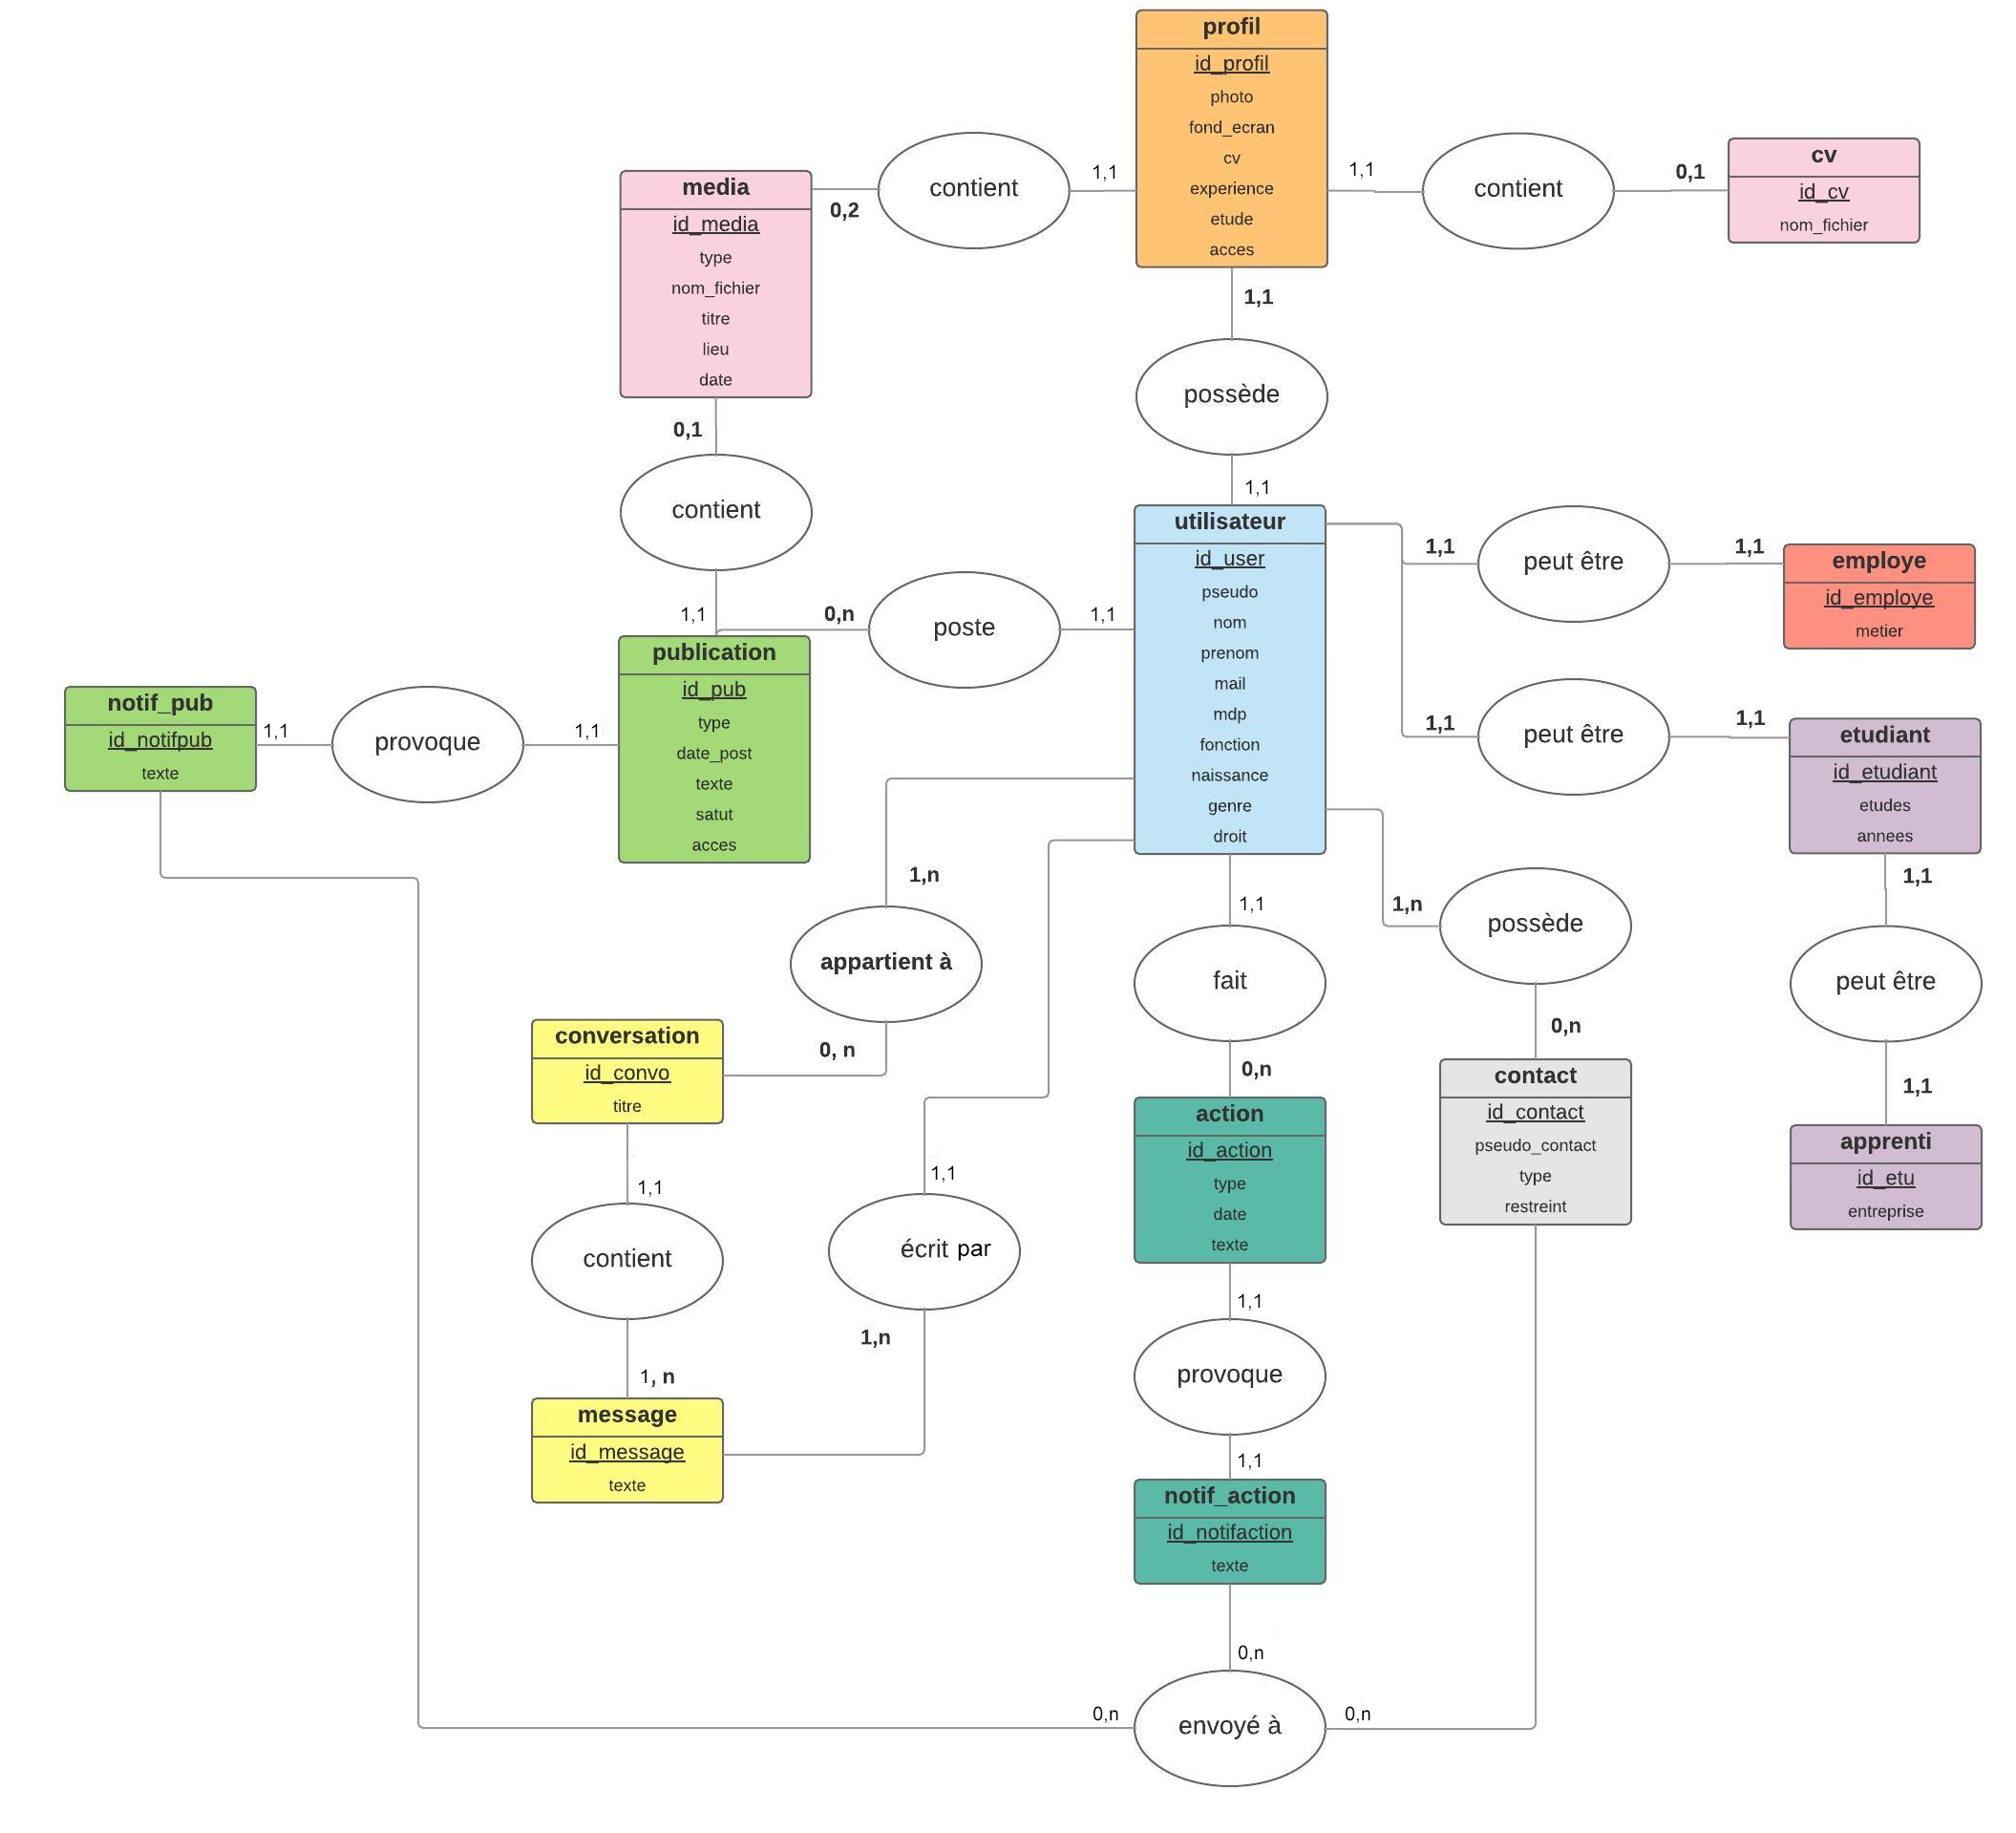 profil
id_profil
photo
fond_ecran
cv
experience
etude
acces
contient
1,1
0,2
media
id_media
type
nom_fichier
titre
lieu
date
1,1
contient
0,1
cv
id_cv
nom_fichier
1,1
possède
1,1
0,1
contient
1,1
0,n
poste
1,1
utilisateur
id_user
pseudo
nom
prenom
mail
mdp
fonction
naissance
genre
droit
1,1
peut être
1,1
employe
id_employe
metier
1,1
peut être
1,1
etudiant
id_etudiant
etudes
annees
publication
id_pub
type
date_post
texte
satut
acces
notif_pub
id_notifpub
texte
1,1
provoque
1,1
1,n
appartient à
0, n
1,1
fait
0,n
1,n
possède
0,n
1,1
peut être
1,1
conversation
id_convo
titre
1,1
contient
1, n
1,1
écrit par
1,n
action
id_action
type
date
texte
contact
id_contact
pseudo_contact
type
restreint
apprenti
id_etu
entreprise
1,1
provoque
1,1
message
id_message
texte
notif_action
id_notifaction
texte
0,n
0,n
envoyé à
0,n